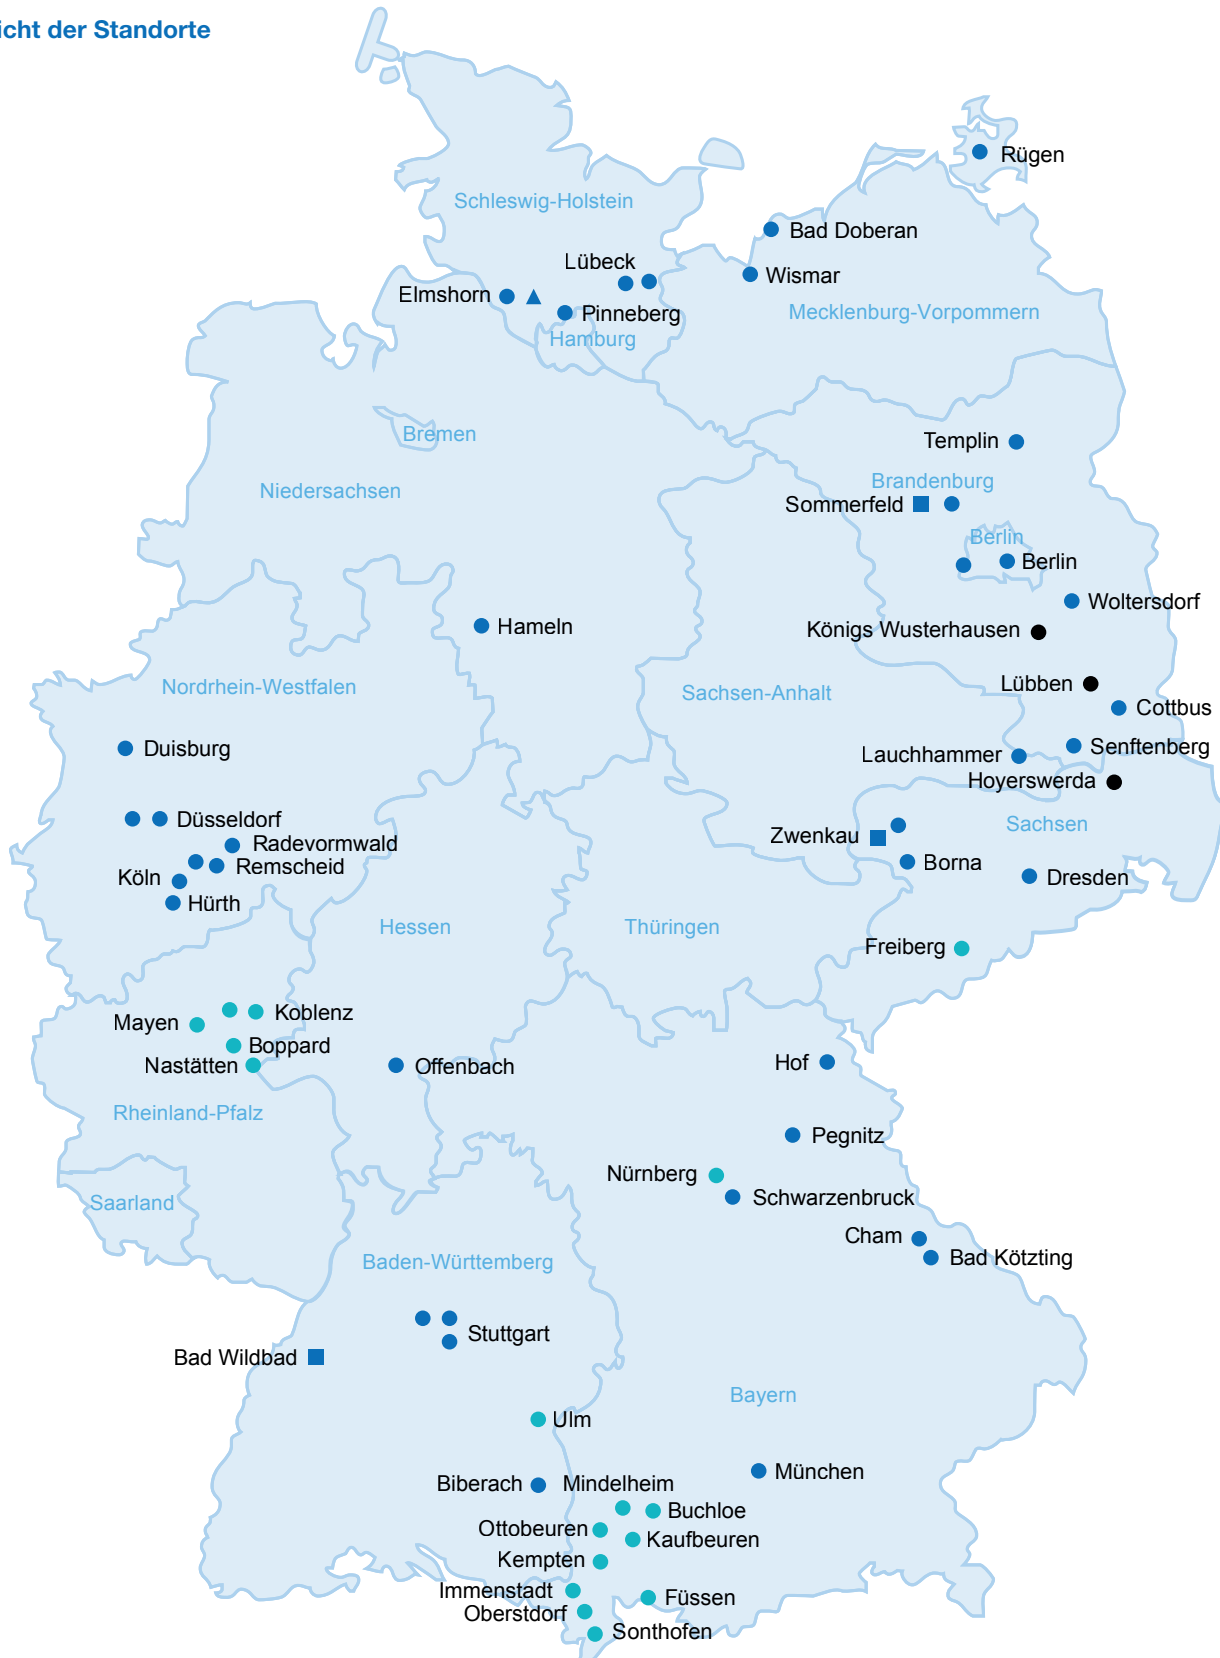 icht der Standorte
Rügen
Schleswig-Holstein
Bad Doberan
Lübeck
Wismar
Elmshorn
Pinneberg
Mecklenburg-Vorpommern
Hamburg
Bremen
Templin
Niedersachsen
Brandenburg
Sommerfeld
Berlin
Berlin
Woltersdorf
Hameln
Königs Wusterhausen
Nordrhein-Westfalen
Sachsen-Anhalt
Lübben
Cottbus
Duisburg
Senftenberg
Lauchhammer
Hoyerswerda
Düsseldorf
Sachsen
Zwenkau
Radevormwald
Remscheid
Borna
Köln
Dresden
Hürth
Hessen
Thüringen
Freiberg
Koblenz
Mayen
Boppard
Nastätten
Offenbach
Hof
Rheinland-Pfalz
Pegnitz
Nürnberg
Schwarzenbruck
Saarland
Cham
Bad Kötzting
Baden-Württemberg
Stuttgart
Bad Wildbad
Bayern
Ulm
München
Biberach
Mindelheim
Buchloe
Ottobeuren
Kaufbeuren
Kempten
Immenstadt
Füssen
Oberstdorf
Sonthofen